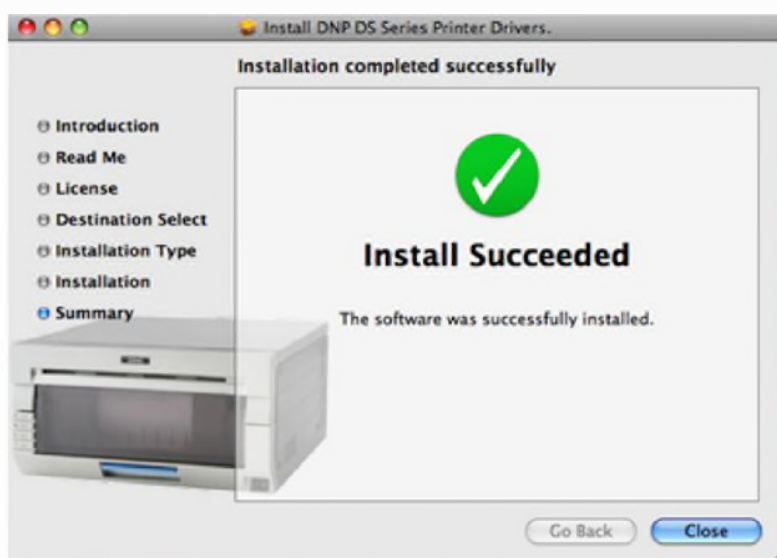 Install DNP DS Series Printer Drivers.
Installation completed successfully
Introduction
Read Me
License
Destination Select
Installation Type
Installation
Summary
Install Succeeded
The software was successfully installed.
Go Back
Close